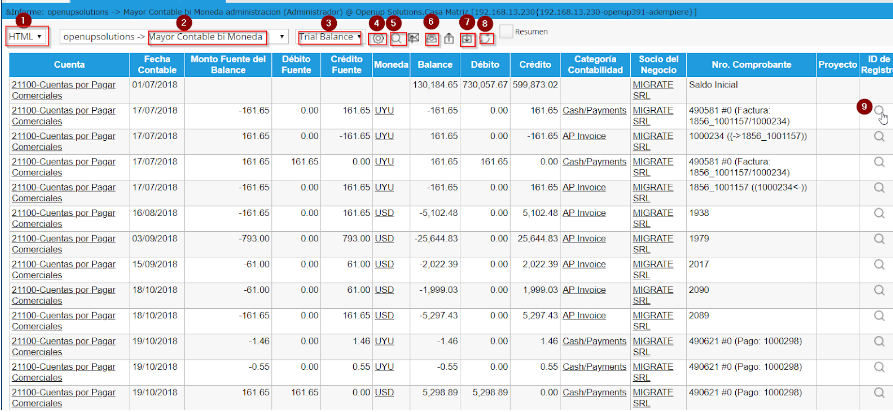 &Informe: openupsolutions -> Mayor Contable bi Moneda administracion (Administrador) @ Openup Solutions.Casa Matriz [192.168.13.230{192.168.13.230-openup391-adempiere}]
1 2 3 4 5 6 7 8
HTML openupsolutions -> Mayor Contable bi Moneda Trial Balance Resumen
Cuenta Fecha Contable Monto Fuente del Balance Débito Fuente Crédito Fuente Moneda Balance Débito Crédito Categoría Contabilidad Socio del Negocio Nro. Comprobante Proyecto ID de Registro
21100-Cuentas por Pagar Comerciales 01/07/2018 130,184.65 730,057.67 599,873.02 MIGRATE SRL Saldo Inicial
21100-Cuentas por Pagar Comerciales 17/07/2018 -161.65 0.00 161.65 UYU -161.65 0.00 161.65 Cash/Payments MIGRATE SRL 490581 #0 (Factura: 1856_1001157/1000234) 9
21100-Cuentas por Pagar Comerciales 17/07/2018 161.65 0.00 -161.65 UYU 161.65 0.00 -161.65 AP Invoice MIGRATE SRL 1000234 ((->1856_1001157))
21100-Cuentas por Pagar Comerciales 17/07/2018 161.65 161.65 0.00 UYU 161.65 161.65 0.00 Cash/Payments MIGRATE SRL 490581 #0 (Factura: 1856_1001157/1000234)
21100-Cuentas por Pagar Comerciales 17/07/2018 -161.65 0.00 161.65 UYU -161.65 0.00 161.65 AP Invoice MIGRATE SRL 1856_1001157 ((1000234<-))
21100-Cuentas por Pagar Comerciales 16/08/2018 -161.65 0.00 161.65 USD -5,102.48 0.00 5,102.48 AP Invoice MIGRATE SRL 1938
21100-Cuentas por Pagar Comerciales 03/09/2018 -793.00 0.00 793.00 USD -25,644.83 0.00 25,644.83 AP Invoice MIGRATE SRL 1979
21100-Cuentas por Pagar Comerciales 15/09/2018 -61.00 0.00 61.00 USD -2,022.39 0.00 2,022.39 AP Invoice MIGRATE SRL 2017
21100-Cuentas por Pagar Comerciales 18/10/2018 -61.00 0.00 61.00 USD -1,999.03 0.00 1,999.03 AP Invoice MIGRATE SRL 2090
21100-Cuentas por Pagar Comerciales 18/10/2018 -161.65 0.00 161.65 USD -5,297.43 0.00 5,297.43 AP Invoice MIGRATE SRL 2089
21100-Cuentas por Pagar Comerciales 19/10/2018 -1.46 0.00 1.46 UYU -1.46 0.00 1.46 Cash/Payments MIGRATE SRL 490621 #0 (Pago: 1000298)
21100-Cuentas por Pagar Comerciales 19/10/2018 -0.55 0.00 0.55 UYU -0.55 0.00 0.55 Cash/Payments MIGRATE SRL 490621 #0 (Pago: 1000298)
21100-Cuentas por Pagar Comerciales 19/10/2018 161.65 161.65 0.00 USD 5,298.89 5,298.89 0.00 Cash/Payments MIGRATE SRL 490621 #0 (Pago: 1000298)